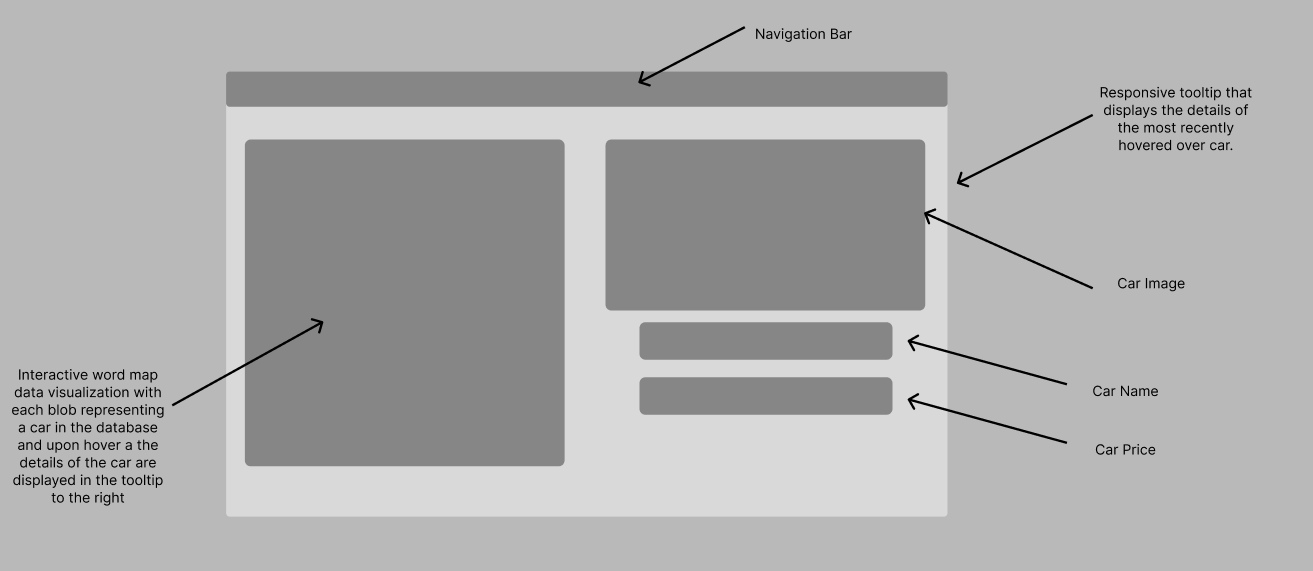 Navigation Bar
Responsive tooltip that
displays the details of
the most recently
hovered over car.
Car Image
Interactive word map
data visualization with
each blob representing
a car in the database
and upon hover a the
details of the car are
displayed in the tooltip
to the right
Car Name
Car Price